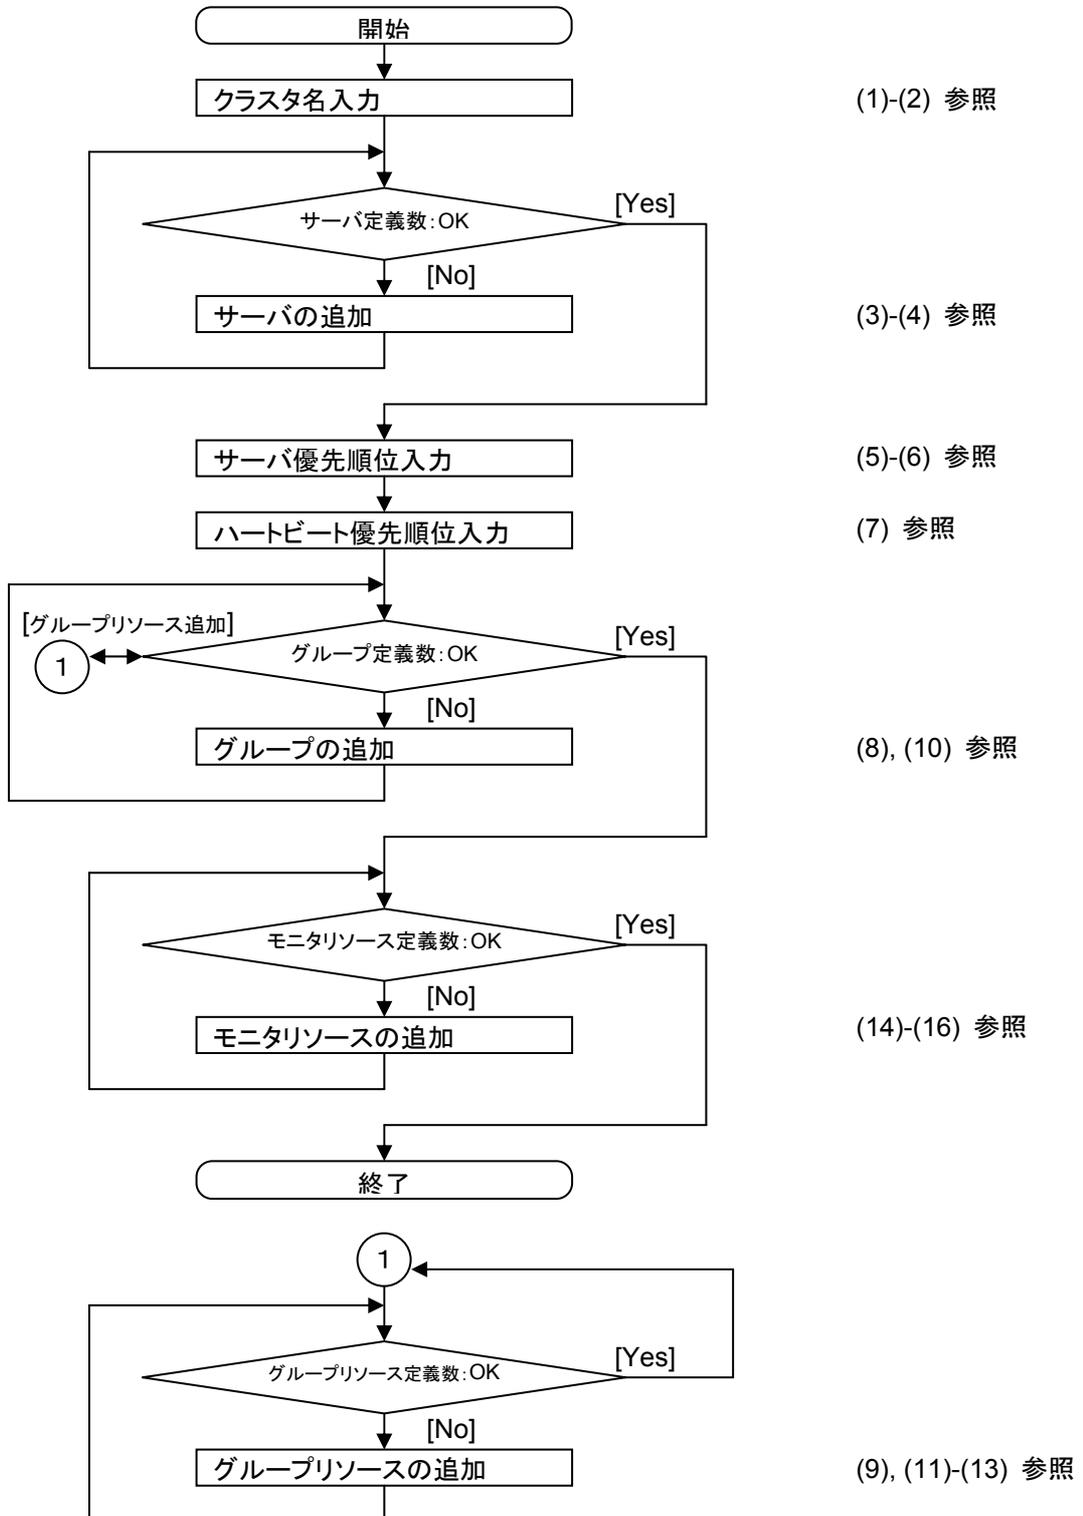 開始
クラスタ名入力
(1)-(2) 参照
サーバ定義数:OK
[Yes]
[No]
サーバの追加
(3)-(4) 参照
サーバ優先順位入力
(5)-(6) 参照
ハートビート優先順位入力
(7) 参照
[グループリソース追加]
1
グループ定義数:OK
[Yes]
[No]
グループの追加
(8), (10) 参照
モニタリソース定義数:OK
[Yes]
[No]
モニタリソースの追加
(14)-(16) 参照
終了
1
グループリソース定義数:OK
[Yes]
[No]
グループリソースの追加
(9), (11)-(13) 参照